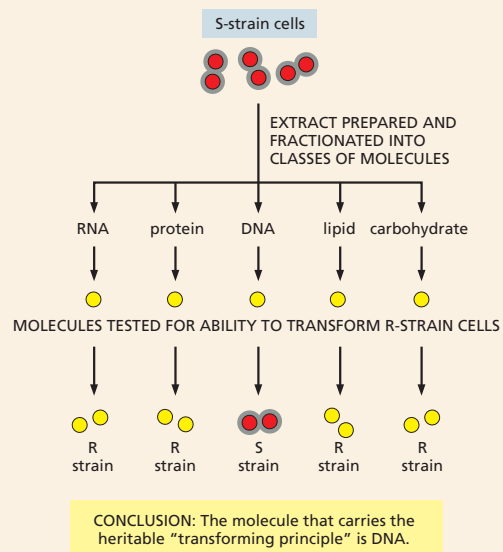 S-strain cells
EXTRACT PREPARED AND
FRACTIONATED INTO
CLASSES OF MOLECULES
RNA protein DNA lipid carbohydrate
MOLECULES TESTED FOR ABILITY TO TRANSFORM R-STRAIN CELLS
R R S R R
strain strain strain strain strain
CONCLUSION: The molecule that carries the
heritable “transforming principle” is DNA.